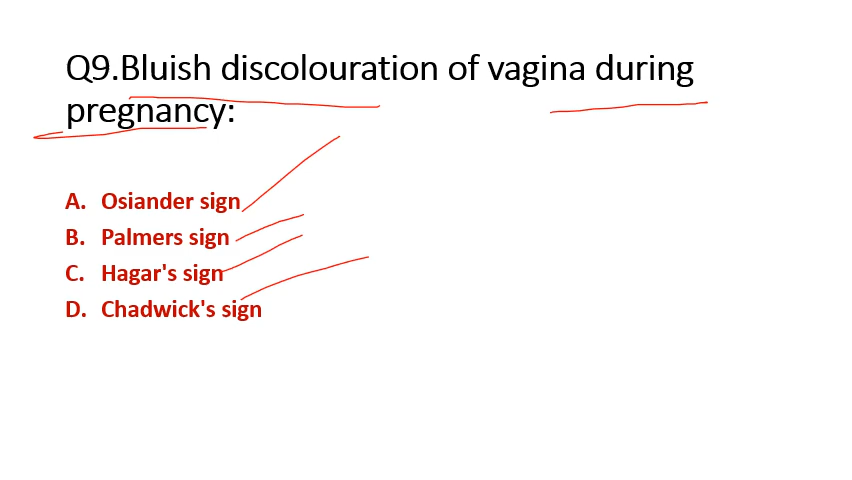 Q9.Bluish discolouration of vagina during
pregnancy:
A. Osiander sign
B. Palmers sign
C. Hagar's sign
D. Chadwick's sign